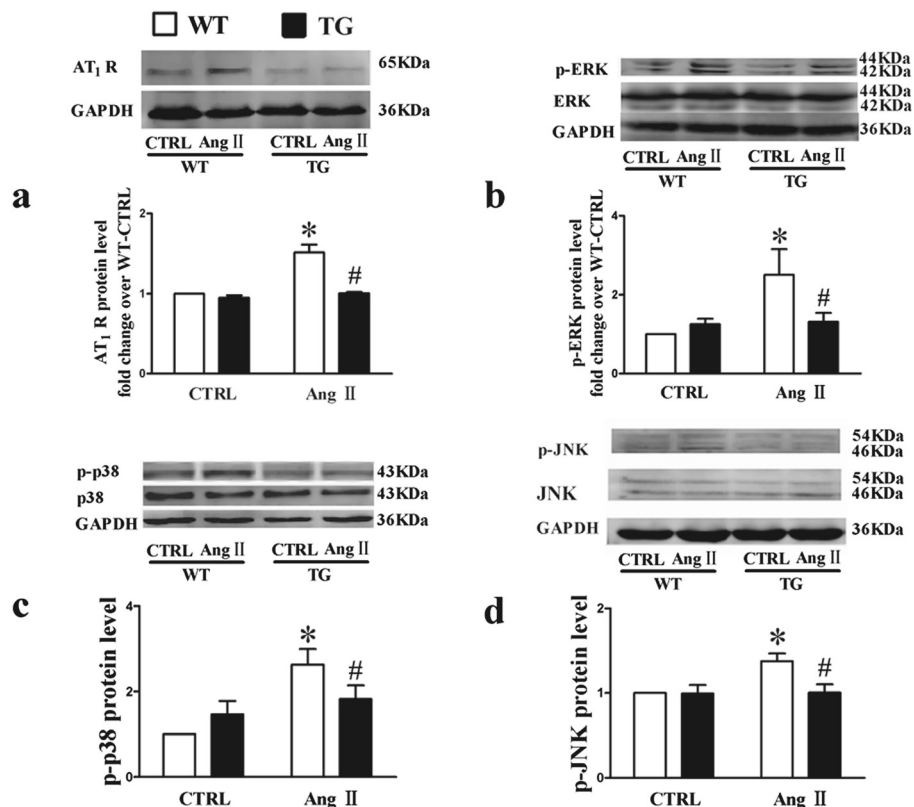 WT TG
AT1 R 65KDa
GAPDH 36KDa
CTRL Ang Ⅱ CTRL Ang Ⅱ
WT TG
a
AT1 R protein level
fold change over WT-CTRL
2
1
0
*
#
CTRL Ang Ⅱ
p-ERK 44KDa
42KDa
ERK 44KDa
42KDa
GAPDH 36KDa
CTRL Ang Ⅱ CTRL Ang Ⅱ
WT TG
b
p-ERK protein level
fold change over WT-CTRL
4
2
0
*
#
CTRL Ang Ⅱ
p-p38 43KDa
p38 43KDa
GAPDH 36KDa
CTRL Ang Ⅱ CTRL Ang Ⅱ
WT TG
c
p-p38 protein level
4
2
0
*
#
CTRL Ang Ⅱ
p-JNK 54KDa
46KDa
JNK 54KDa
46KDa
GAPDH 36KDa
CTRL Ang Ⅱ CTRL Ang Ⅱ
WT TG
d
p-JNK protein level
2
1
0
*
#
CTRL Ang Ⅱ